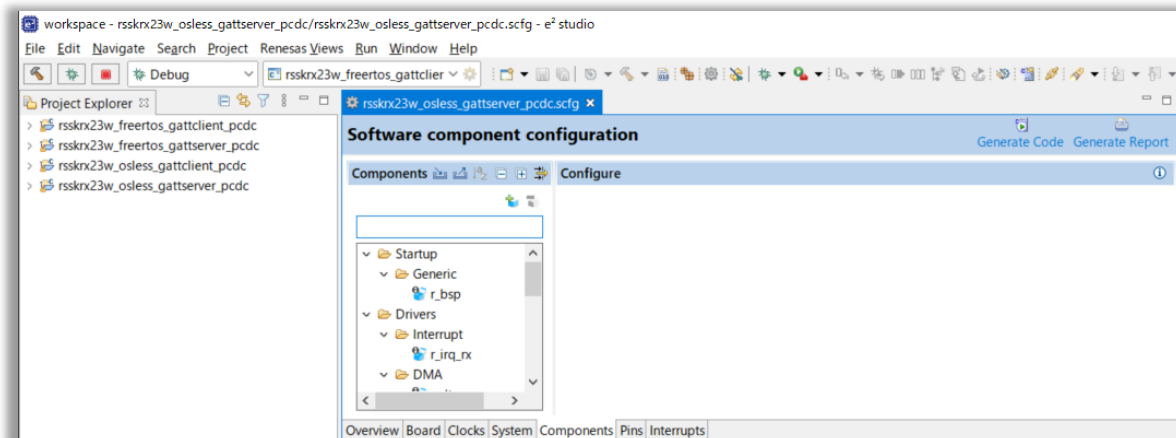 workspace - rsskrx23w_osless_gattserver_pcdc/rsskrx23w_osless_gattserver_pcdc.scfg - e² studio
File Edit Navigate Search Project Renesas Views Run Window Help
Debug rsskrx23w_freertos_gattclier
Project Explorer
rsskrx23w_osless_gattserver_pcdc.scfg
rsskrx23w_freertos_gattclient_pcdc
rsskrx23w_freertos_gattserver_pcdc
rsskrx23w_osless_gattclient_pcdc
rsskrx23w_osless_gattserver_pcdc
Software component configuration
Generate Code Generate Report
Components
Configure
Startup
Generic
r_bsp
Drivers
Interrupt
r_irq_rx
DMA
Overview Board Clocks System Components Pins Interrupts